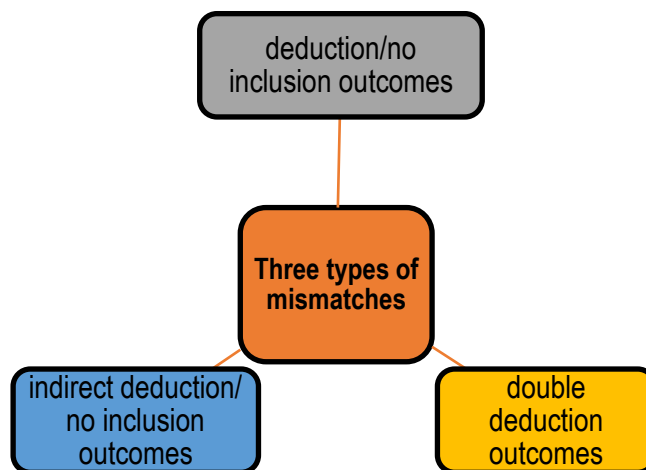 deduction/no
inclusion outcomes
Three types of
mismatches
indirect deduction/
no inclusion
outcomes
double
deduction
outcomes